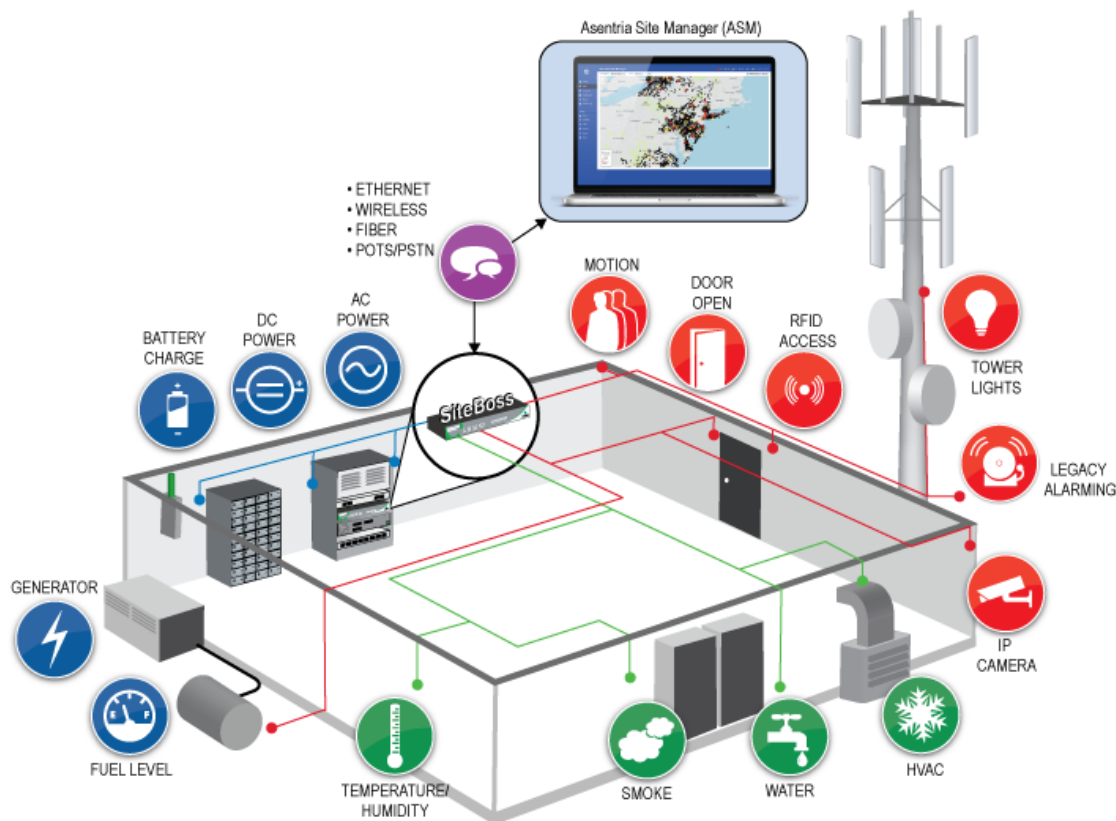 Asentria Site Manager (ASM)
• ETHERNET
• WIRELESS
• FIBER
• POTS/PSTN
MOTION
DOOR
OPEN
RFID
ACCESS
TOWER
LIGHTS
LEGACY
ALARMING
AC
POWER
DC
POWER
BATTERY
CHARGE
SiteBoss
GENERATOR
E F
FUEL LEVEL
TEMPERATURE/
HUMIDITY
SMOKE
WATER
HVAC
IP
CAMERA